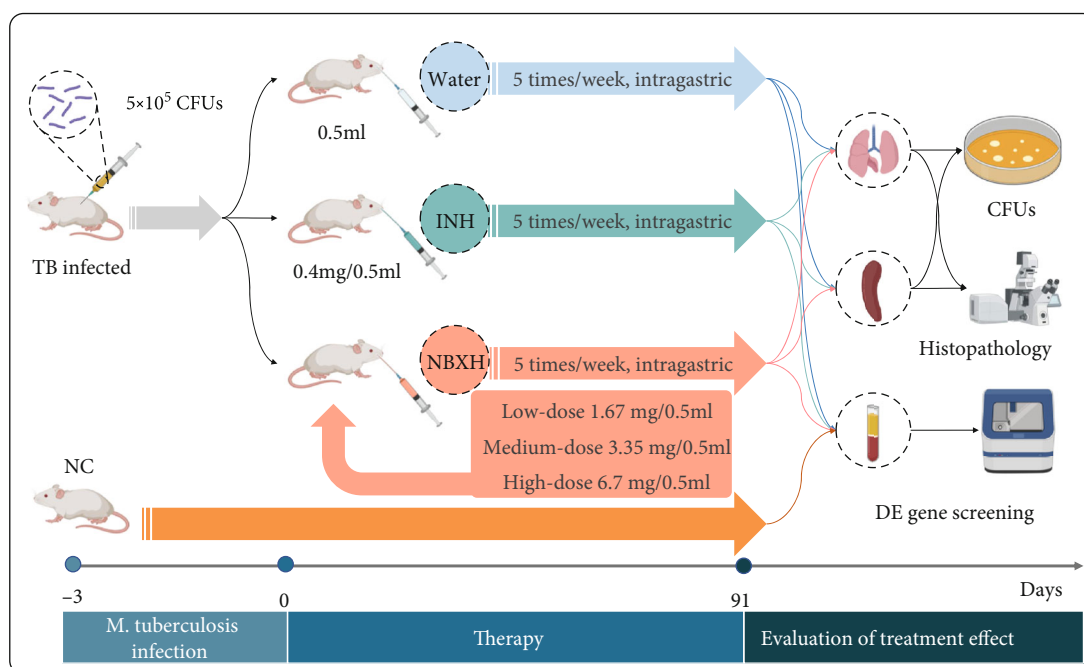 5×10⁵ CFUs
TB infected
0.5ml
Water
5 times/week, intragastric
0.4mg/0.5ml
INH
5 times/week, intragastric
NBXH
5 times/week, intragastric
Low-dose 1.67 mg/0.5ml
Medium-dose 3.35 mg/0.5ml
High-dose 6.7 mg/0.5ml
NC
CFUs
Histopathology
DE gene screening
–3
0
91
Days
M. tuberculosis
infection
Therapy
Evaluation of treatment effect